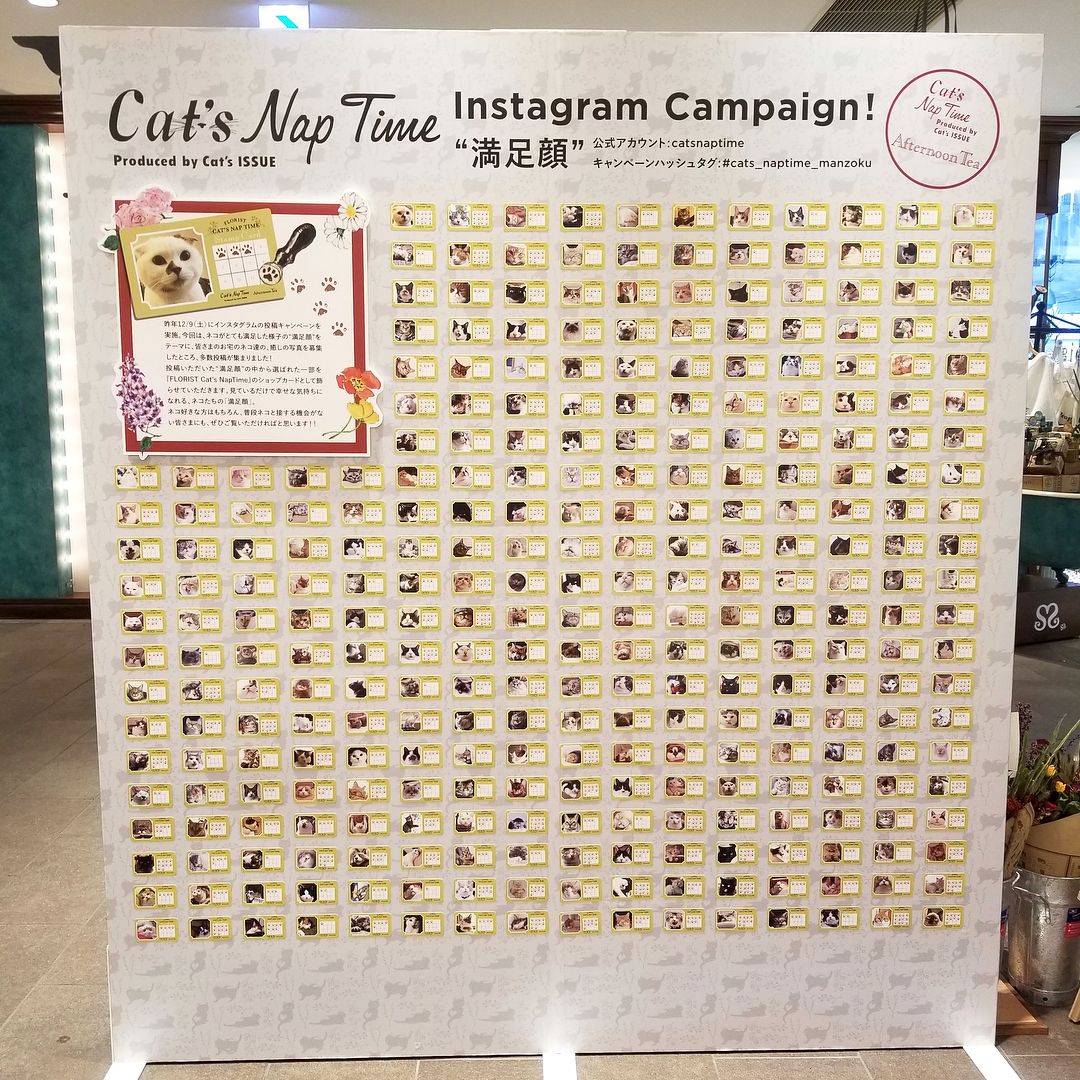 Cat's Nap Time
Produced by Cat's ISSUE
Instagram Campaign!
“満足顔”
公式アカウント:catsnaptime
キャンペーンハッシュタグ:#cats_naptime_manzoku
Cat's
Nap Time
Produced by
Cat's ISSUE
Afternoon Tea
FLORIST
CAT'S NAP TIME
Cat's Nap Time
Afternoon Tea
昨年12/9(土)にインスタグラムの投稿キャンペーンを
実施。今回は、ネコがとても満足した様子の“満足顔”を
テーマに、皆さまのお宅のネコ達の、癒しの写真を募集
したところ、多数投稿が集まりました!
投稿いただいた“満足顔”の中から選ばれた一部を
『FLORIST Cat's NapTime』のショップカードとして飾
らせていただきます。見ているだけで幸せな気持ちに
なれる、ネコたちの「満足顔」。
ネコ好きな方はもちろん、普段ネコと接する機会がな
い皆さまにも、ぜひご覧いただければと思います!!